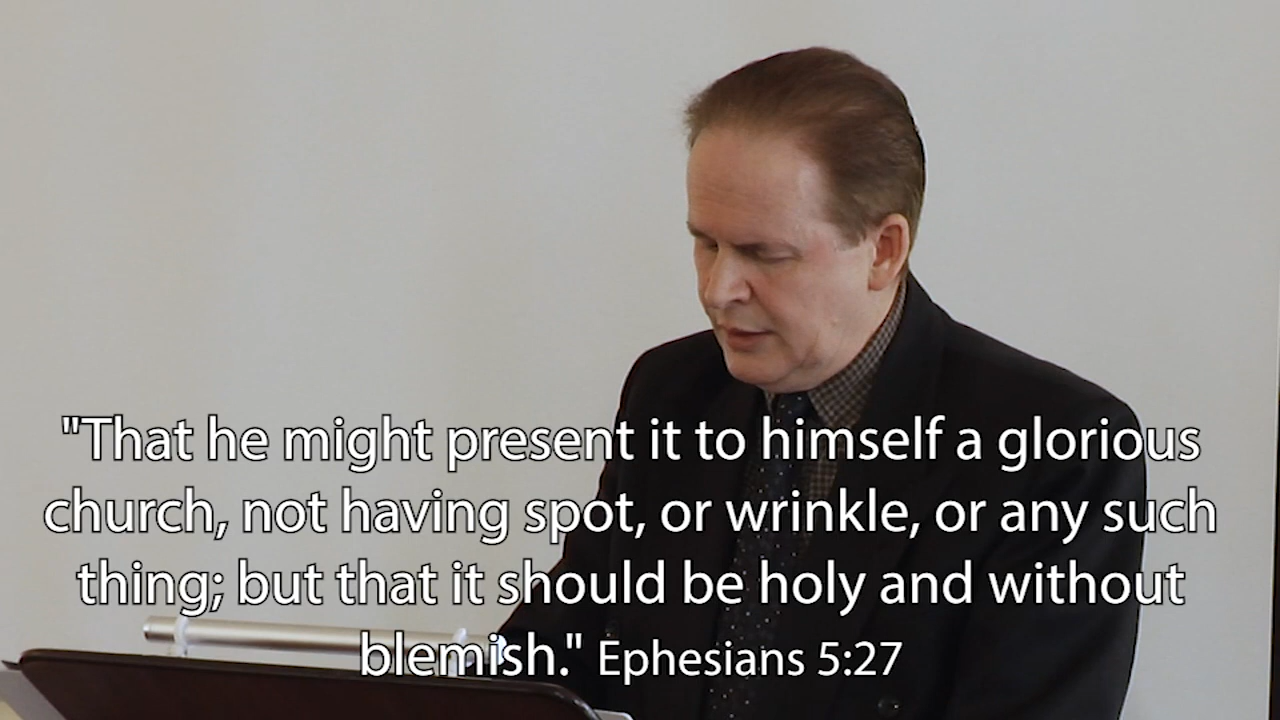 "That he might present it to himself a glorious
church, not having spot, or wrinkle, or any such
thing; but that it should be holy and without
blemish." Ephesians 5:27